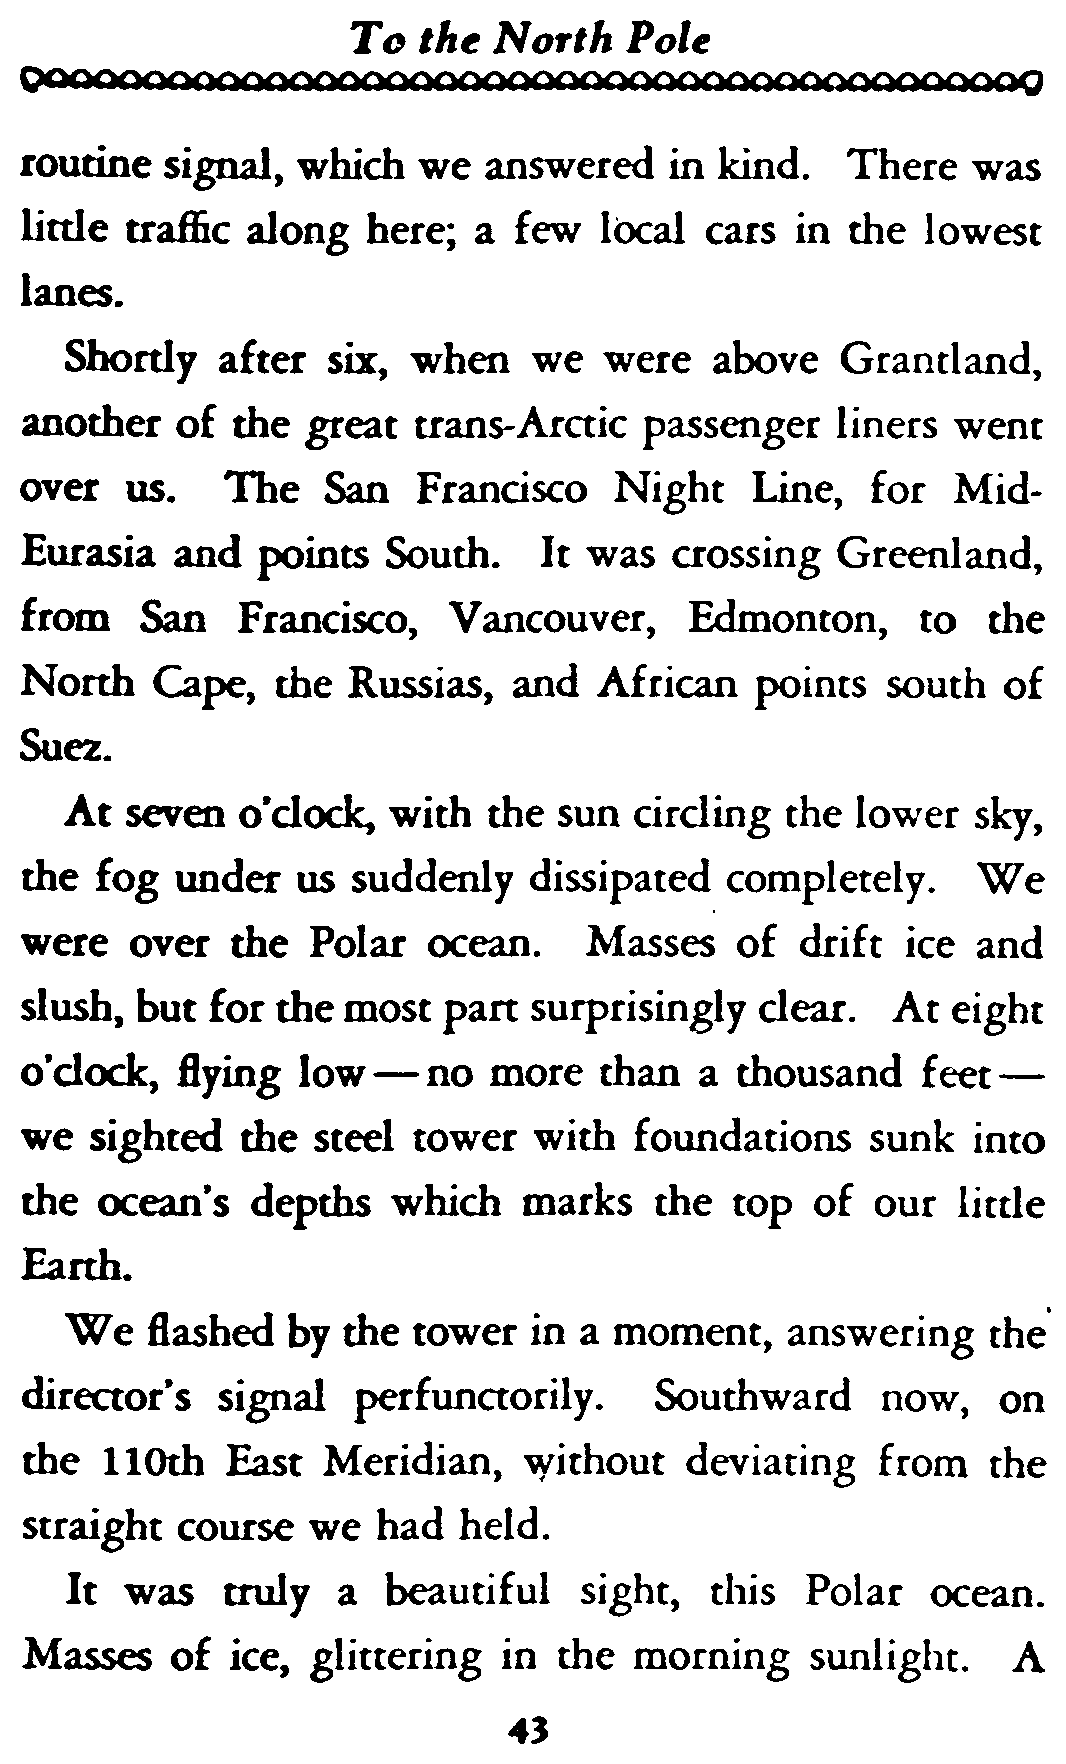 To the North Pole
routine signal, which we answered in kind. There was
little traffic along here; a few local cars in the lowest
lanes.
Shortly after six, when we were above Grantland,
another of the great trans-Arctic passenger liners went
over us. The San Francisco Night Line, for Mid-
Eurasia and points South. It was crossing Greenland,
from San Francisco, Vancouver, Edmonton, to the
North Cape, the Russias, and African points south of
Suez.
At seven o'clock, with the sun circling the lower sky,
the fog under us suddenly dissipated completely. We
were over the Polar ocean. Masses of drift ice and
slush, but for the most part surprisingly clear. At eight
o'clock, flying low—no more than a thousand feet—
we sighted the steel tower with foundations sunk into
the ocean's depths which marks the top of our little
Earth.
We flashed by the tower in a moment, answering the
director's signal perfunctorily. Southward now, on
the 110th East Meridian, without deviating from the
straight course we had held.
It was truly a beautiful sight, this Polar ocean.
Masses of ice, glittering in the morning sunlight. A
43